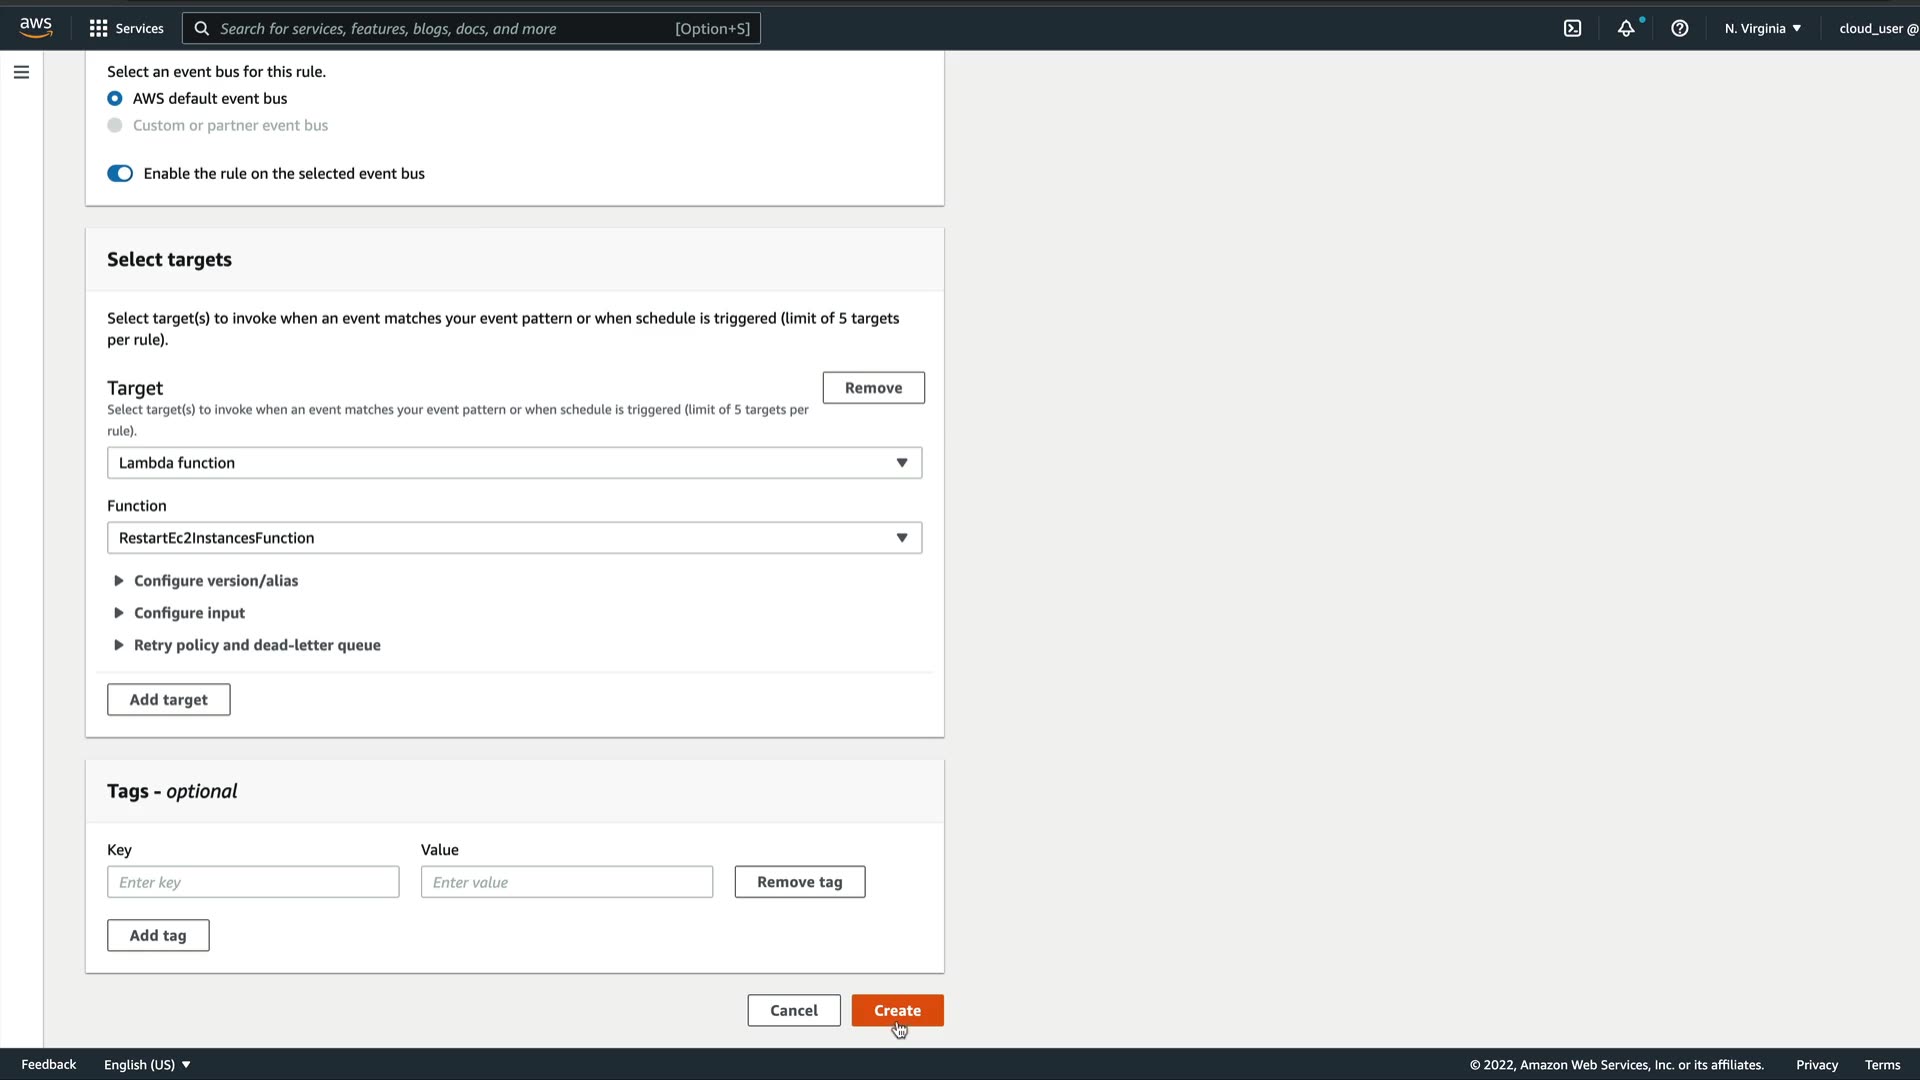 aws
Services
Search for services, features, blogs, docs, and more
[Option+S]
N. Virginia
cloud_user @
Select an event bus for this rule.
AWS default event bus
Custom or partner event bus
Enable the rule on the selected event bus
Select targets
Select target(s) to invoke when an event matches your event pattern or when schedule is triggered (limit of 5 targets
per rule).
Target
Remove
Select target(s) to invoke when an event matches your event pattern or when schedule is triggered (limit of 5 targets per
rule).
Lambda function
Function
RestartEc2InstancesFunction
Configure version/alias
Configure input
Retry policy and dead-letter queue
Add target
Tags - optional
Key
Value
Enter key
Enter value
Remove tag
Add tag
Cancel
Create
Feedback
English (US)
© 2022, Amazon Web Services, Inc. or its affiliates.
Privacy
Terms